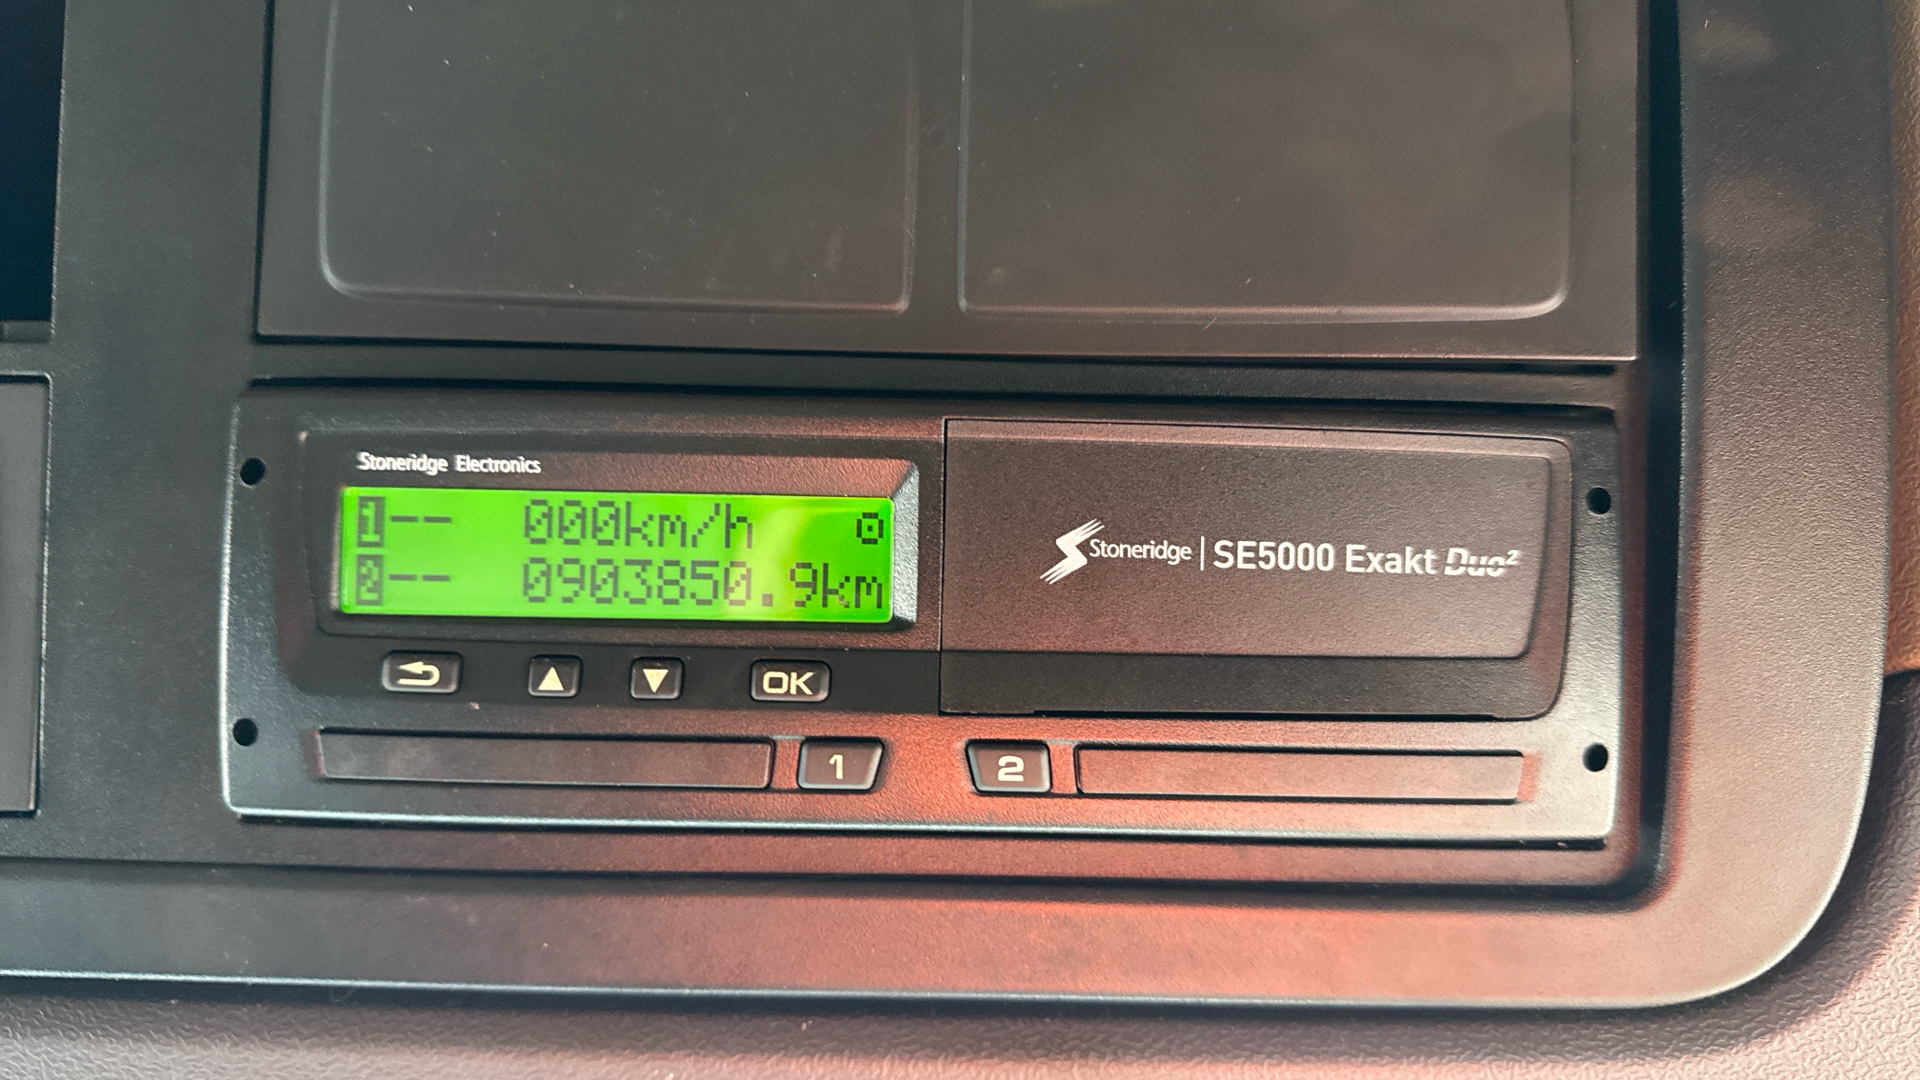 Stoneridge Electronics
1-- 000km/h
2-- 0903850.9km
Stoneridge | SE5000 Exakt Duo²
OK
1
2